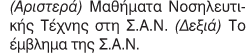 (Αριστερά) Μαθήματα Νοσηλευτι-
κής Τέχνης στη Σ.Α.Ν. (Δεξιά) Το
έμβλημα της Σ.Α.Ν.